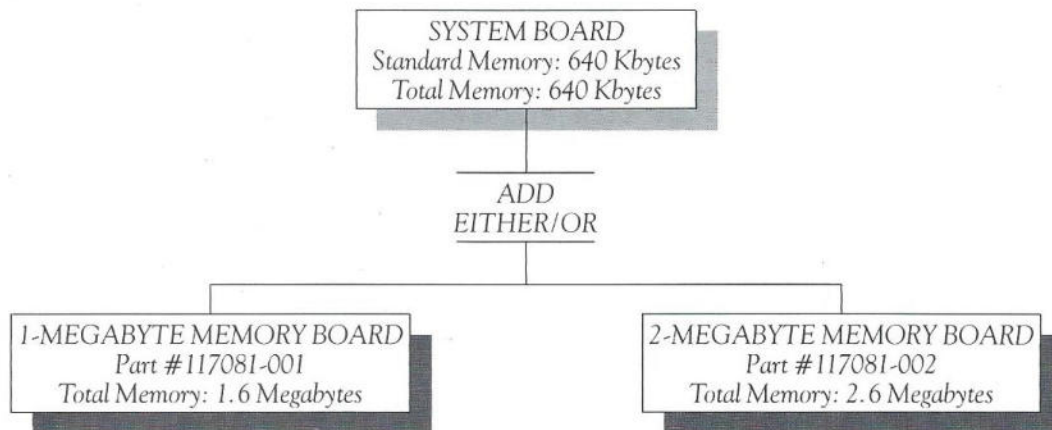 SYSTEM BOARD
Standard Memory: 640 Kbytes
Total Memory: 640 Kbytes
ADD
EITHER/OR
1-MEGABYTE MEMORY BOARD
Part #117081-001
Total Memory: 1.6 Megabytes
2-MEGABYTE MEMORY BOARD
Part #117081-002
Total Memory: 2.6 Megabytes